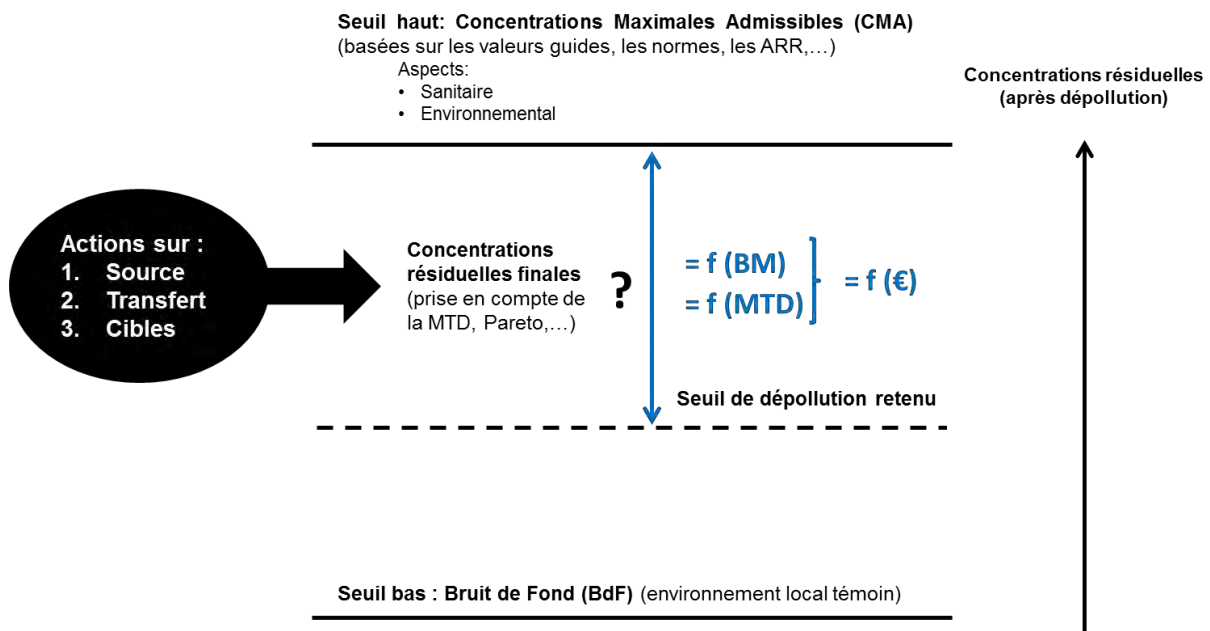 Seuil haut: Concentrations Maximales Admissibles (CMA)
(basées sur les valeurs guides, les normes, les ARR,…)
Aspects:
• Sanitaire
• Environnemental
Concentrations résiduelles
(après dépollution)
Actions sur :
1. Source
2. Transfert
3. Cibles
Concentrations
résiduelles finales
(prise en compte de
la MTD, Pareto,…)
?
= f (BM)
= f (MTD)
= f (€)
Seuil de dépollution retenu
Seuil bas : Bruit de Fond (BdF) (environnement local témoin)